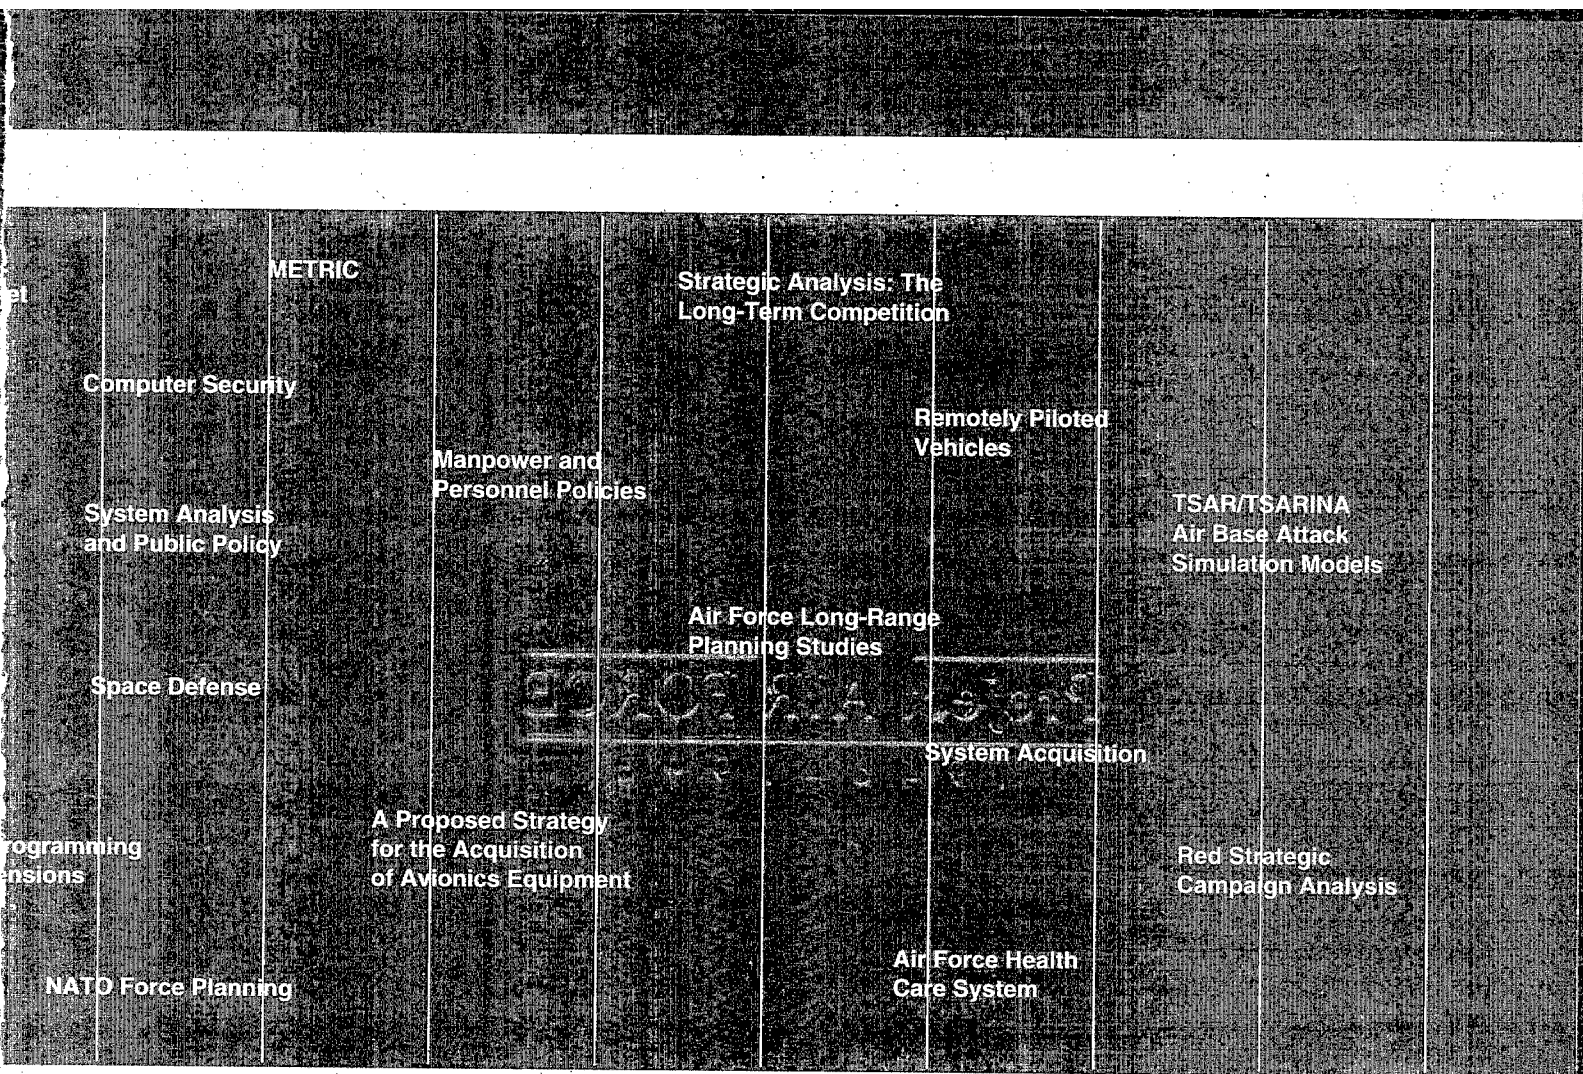 METRIC
Strategic Analysis: The
Long-Term Competition
Computer Security
Remotely Piloted
Vehicles
Manpower and
Personnel Policies
System Analysis
and Public Policy
TSAR/TSARINA
Air Base Attack
Simulation Models
Air Force Long-Range
Planning Studies
Space Defense
System Acquisition
A Proposed Strategy
for the Acquisition
of Avionics Equipment
rogramming
ensions
Red Strategic
Campaign Analysis
Air Force Health
Care System
NATO Force Planning